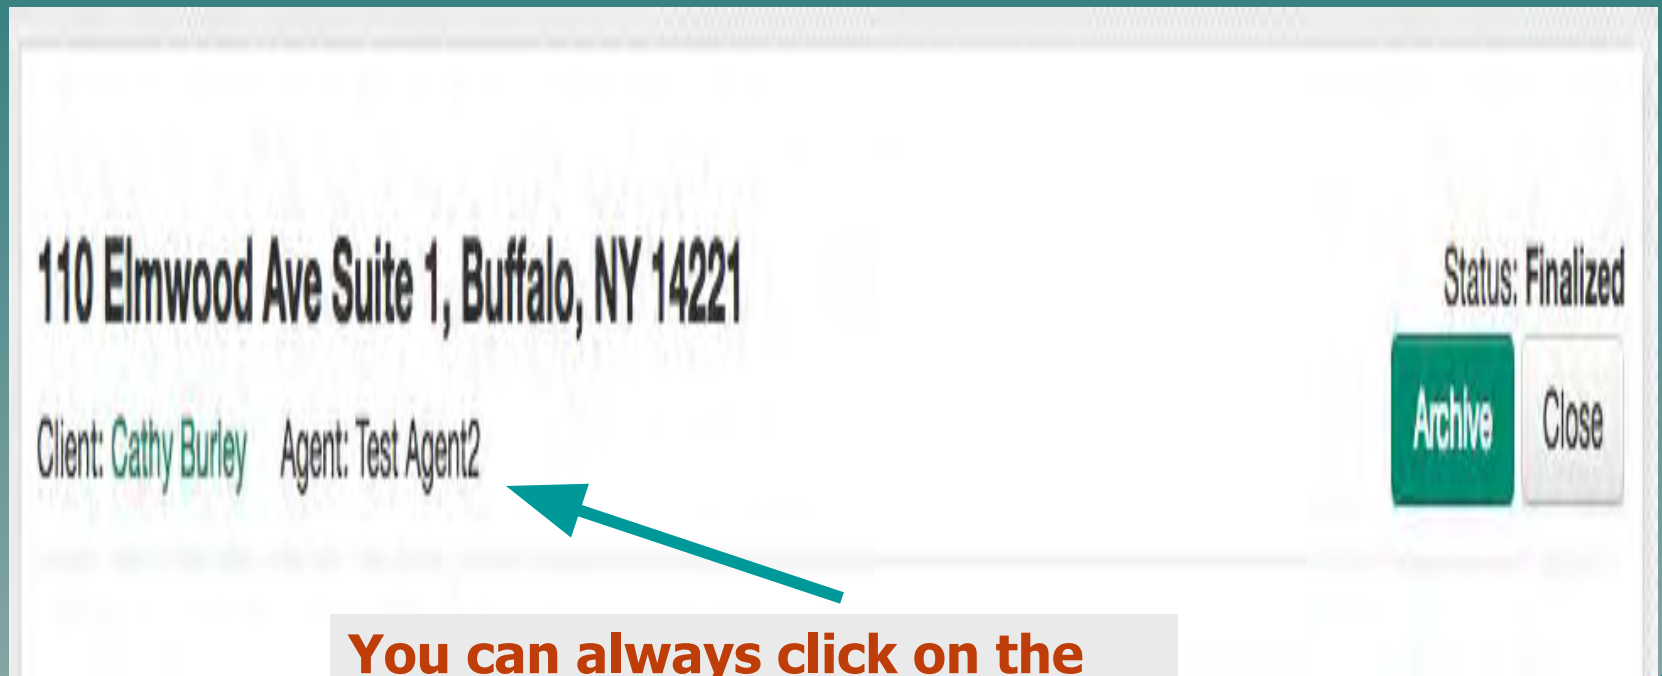 110 Elmwood Ave Suite 1, Buffalo, NY 14221
Status: Finalized
Client: Cathy Burley Agent: Test Agent2
Archive Close
You can always click on the